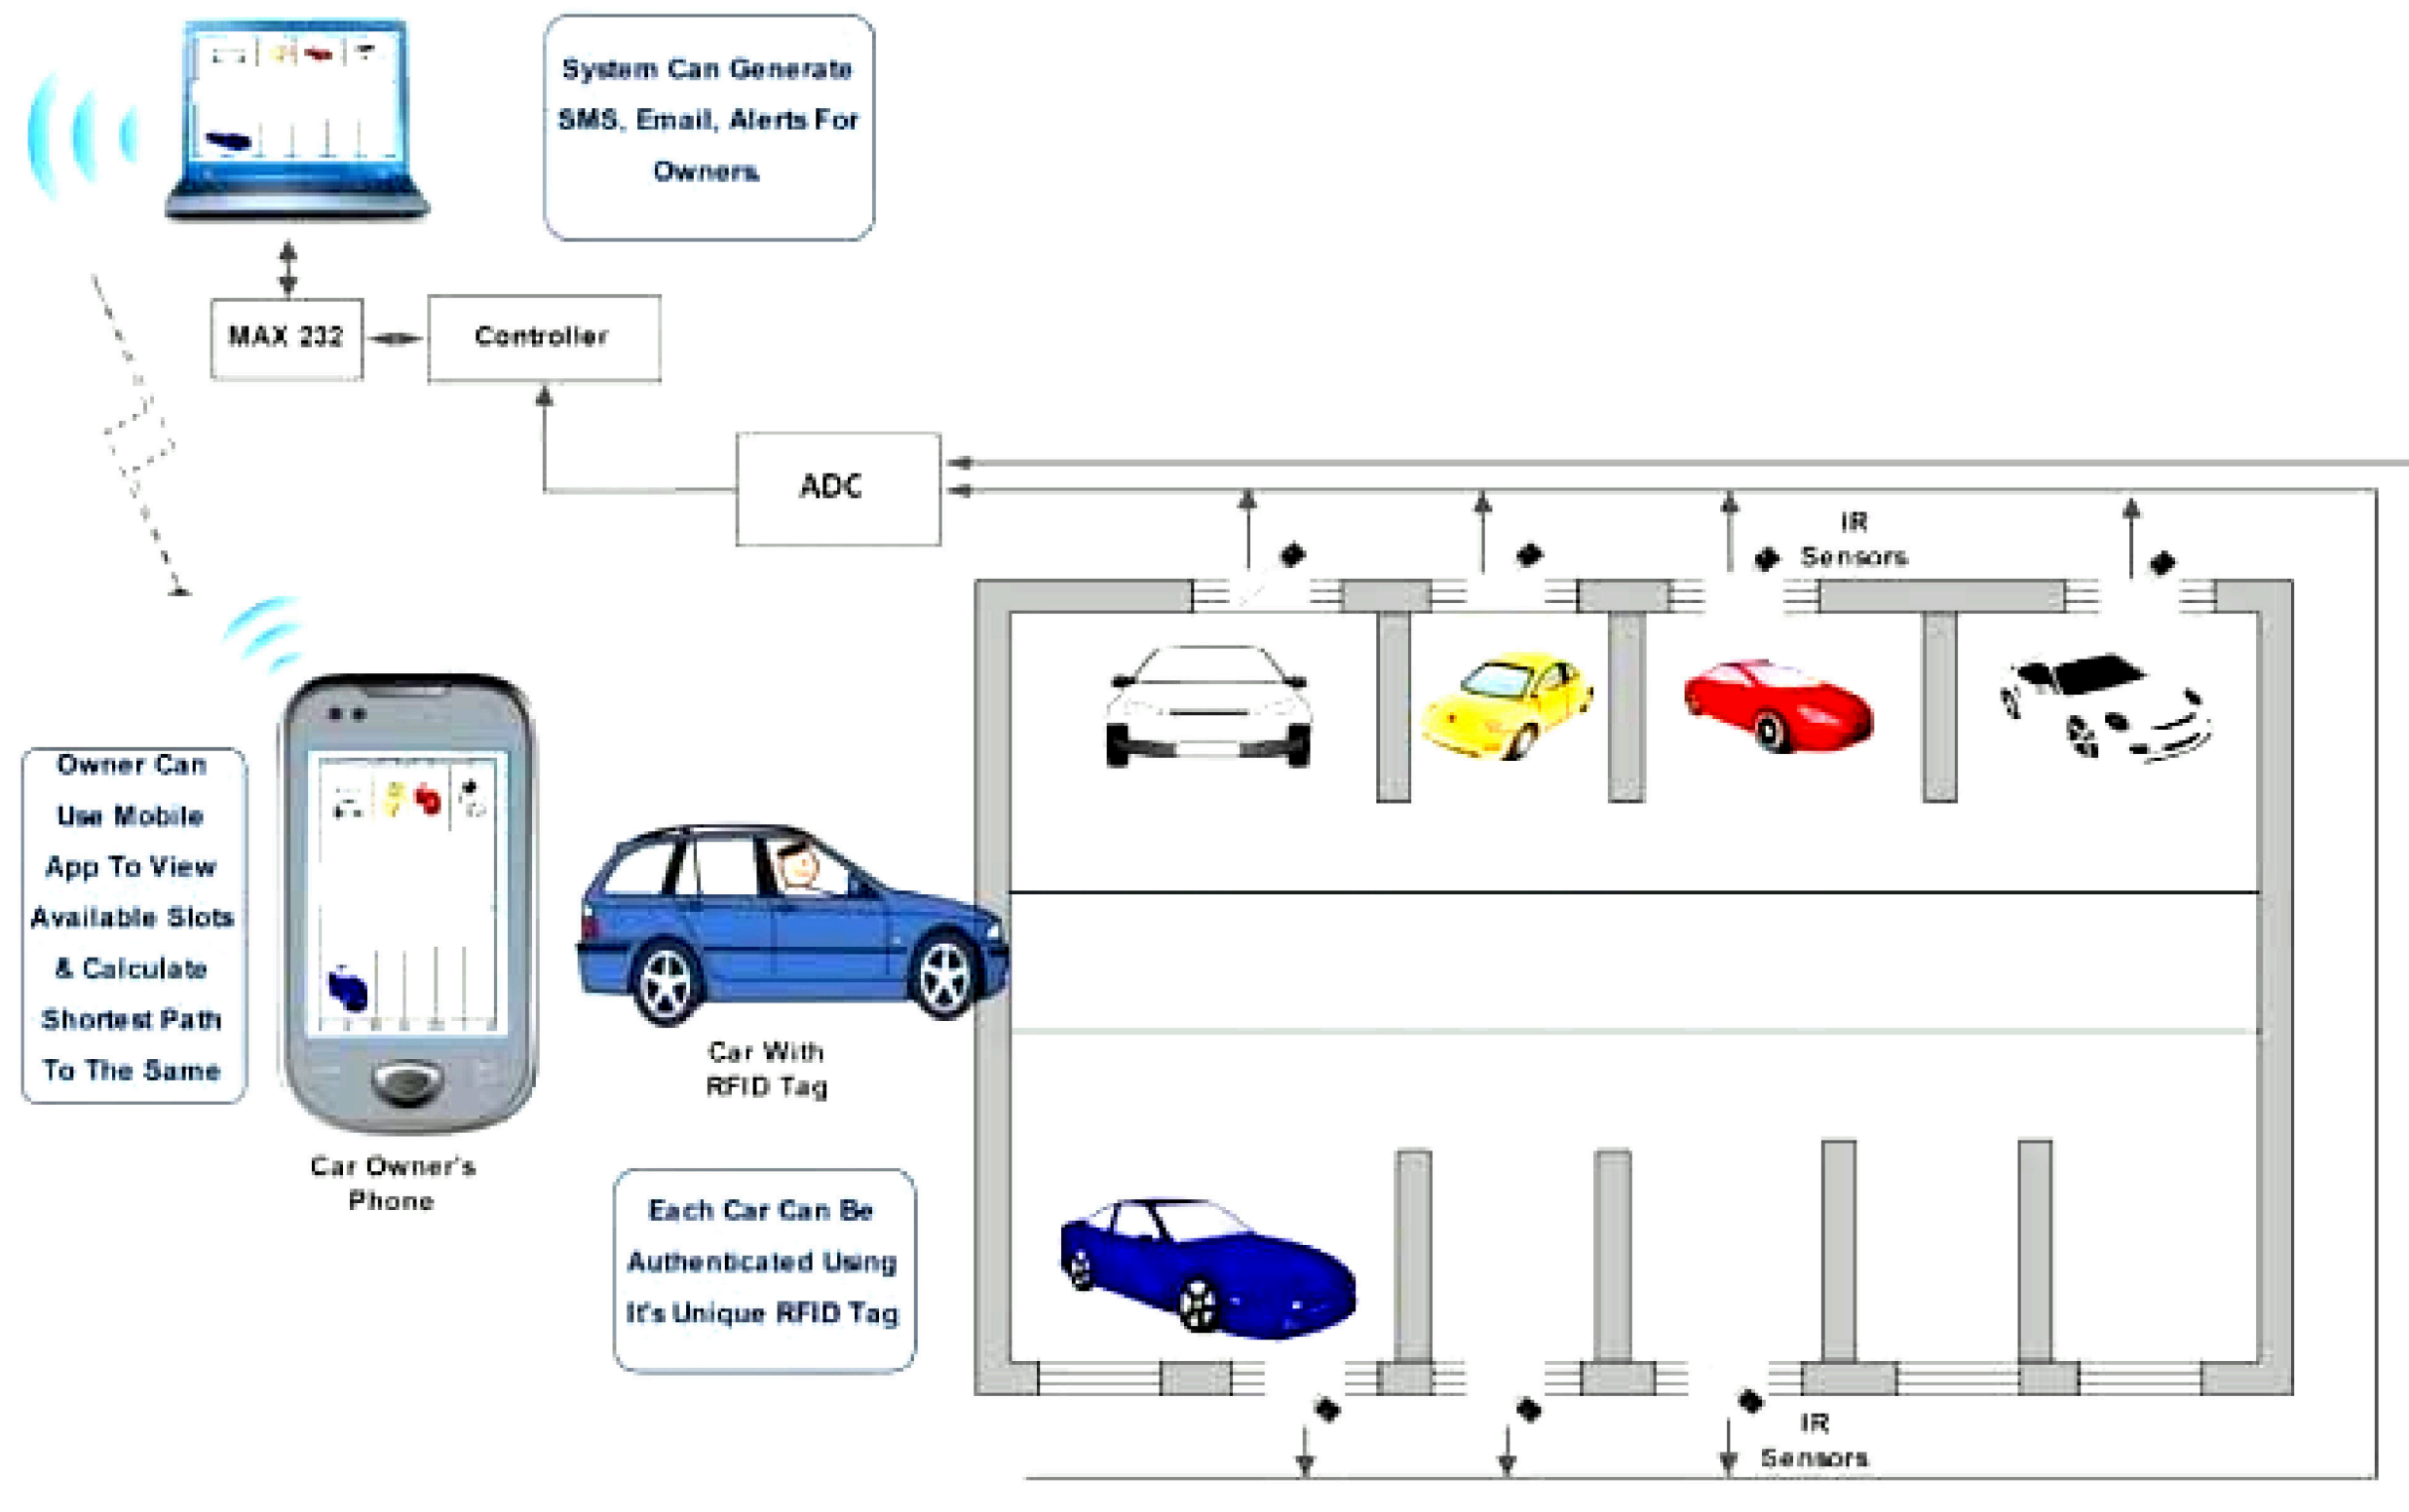 System Can Generate
SMS, Email, Alerts For
Owners.
MAX 232
Controller
ADC
IR
Sensors
Owner Can
Use Mobile
App To View
Available Slots
& Calculate
Shortest Path
To The Same
Car With
RFID Tag
Car Owner's
Phone
Each Car Can Be
Authenticated Using
It's Unique RFID Tag
IR
Sensors